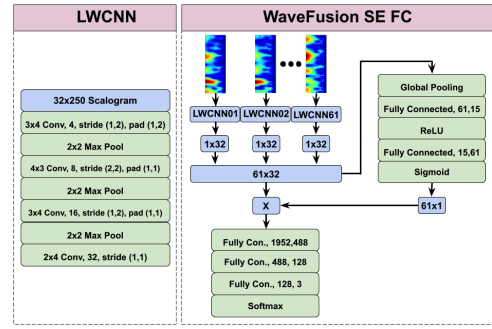 LWCNN
32x250 Scalogram
3x4 Conv, 4, stride (1,2), pad (1,2)
2x2 Max Pool
4x3 Conv, 8, stride (2,2), pad (1,1)
2x2 Max Pool
3x4 Conv, 16, stride (1,2), pad (1,1)
2x2 Max Pool
2x4 Conv, 32, stride (1,1)
WaveFusion SE FC
LWCNN01 LWCNN02 LWCNN61
1x32 1x32 1x32
61x32
X
Fully Con., 1952,488
Fully Con., 488, 128
Fully Con., 128, 3
Softmax
Global Pooling
Fully Connected, 61,15
ReLU
Fully Connected, 15,61
Sigmoid
61x1